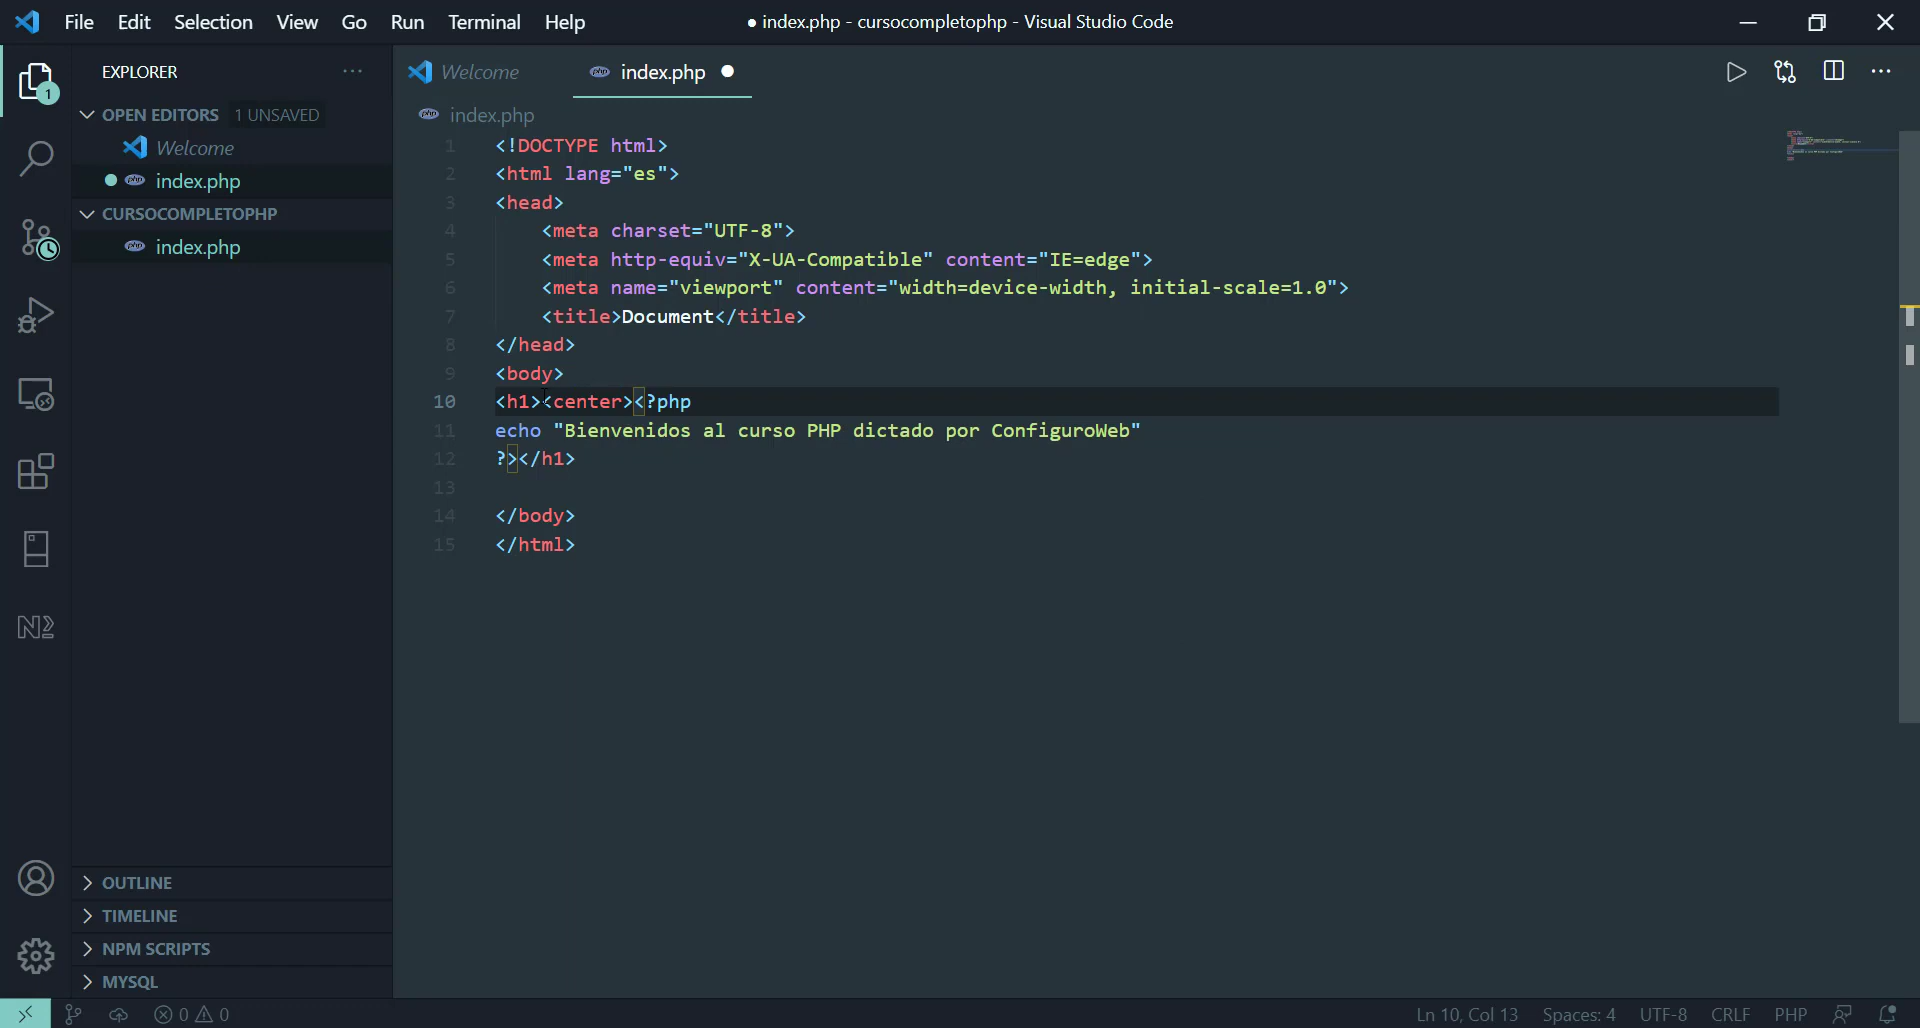 File Edit Selection View Go Run Terminal Help
● index.php - cursocompletophp - Visual Studio Code
EXPLORER
1
OPEN EDITORS 1 UNSAVED
Welcome
index.php
CURSOCOMPLETOPHP
index.php
OUTLINE
TIMELINE
NPM SCRIPTS
MYSQL
Welcome
index.php
index.php
1 <!DOCTYPE html>
2 <html lang="es">
3 <head>
4 <meta charset="UTF-8">
5 <meta http-equiv="X-UA-Compatible" content="IE=edge">
6 <meta name="viewport" content="width=device-width, initial-scale=1.0">
7 <title>Document</title>
8 </head>
9 <body>
10 <h1><center><?php
11 echo "Bienvenidos al curso PHP dictado por ConfiguroWeb"
12 ?></h1>
13
14 </body>
15 </html>
0 0
Ln 10, Col 13 Spaces: 4 UTF-8 CRLF PHP